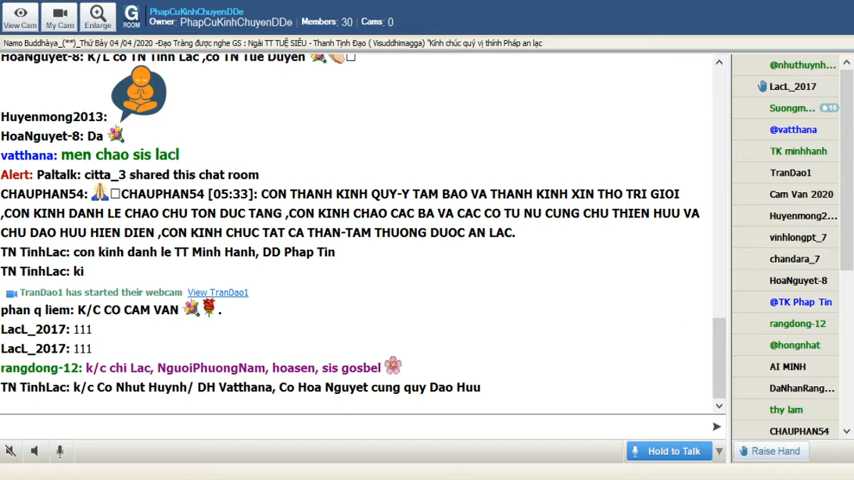 View Cam
My Cam
Enlarge
G
ROOM
PhapCuKinhChuyenDDe
Owner: PhapCuKinhChuyenDDe Members: 30 Cams: 0
Namo Buddhàya_(**)_Thứ Bảy 04 /04 /2020 -Đạo Tràng được nghe GS : Ngài TT TUỆ SIÊU - Thanh Tịnh Đạo ( Visuddhimagga) "Kính chúc quý vị thính Pháp an lạc
HoaNguyet-8: K/L co TN Tinh Lac ,co TN Tue Duyen
Huyenmong2013:
HoaNguyet-8: Da
vatthana: men chao sis lacl
Alert: Paltalk: citta_3 shared this chat room
CHAUPHAN54: CHAUPHAN54 [05:33]: CON THANH KINH QUY-Y TAM BAO VA THANH KINH XIN THO TRI GIOI
,CON KINH DANH LE CHAO CHU TON DUC TANG ,CON KINH CHAO CAC BA VA CAC CO TU NU CUNG CHU THIEN HUU VA
CHU DAO HUU HIEN DIEN ,CON KINH CHUC TAT CA THAN-TAM THUONG DUOC AN LAC.
TN TinhLac: con kinh danh le TT Minh Hanh, DD Phap Tin
TN TinhLac: ki
TranDao1 has started their webcam View TranDao1
phan q liem: K/C CO CAM VAN .
LacL_2017: 111
LacL_2017: 111
rangdong-12: k/c chi Lac, NguoiPhuongNam, hoasen, sis gosbel
TN TinhLac: k/c Co Nhut Huynh/ DH Vatthana, Co Hoa Nguyet cung quy Dao Huu
Hold to Talk
@nhuthuynh...
LacL_2017
Suongm... 16
@vatthana
TK minhhanh
TranDao1
Cam Van 2020
Huyenmong2...
vinhlongpt_7
chandara_7
HoaNguyet-8
@TK Phap Tin
rangdong-12
@hongnhat
AI MINH
DaNhanRang...
thy lam
CHAUPHAN54
Raise Hand